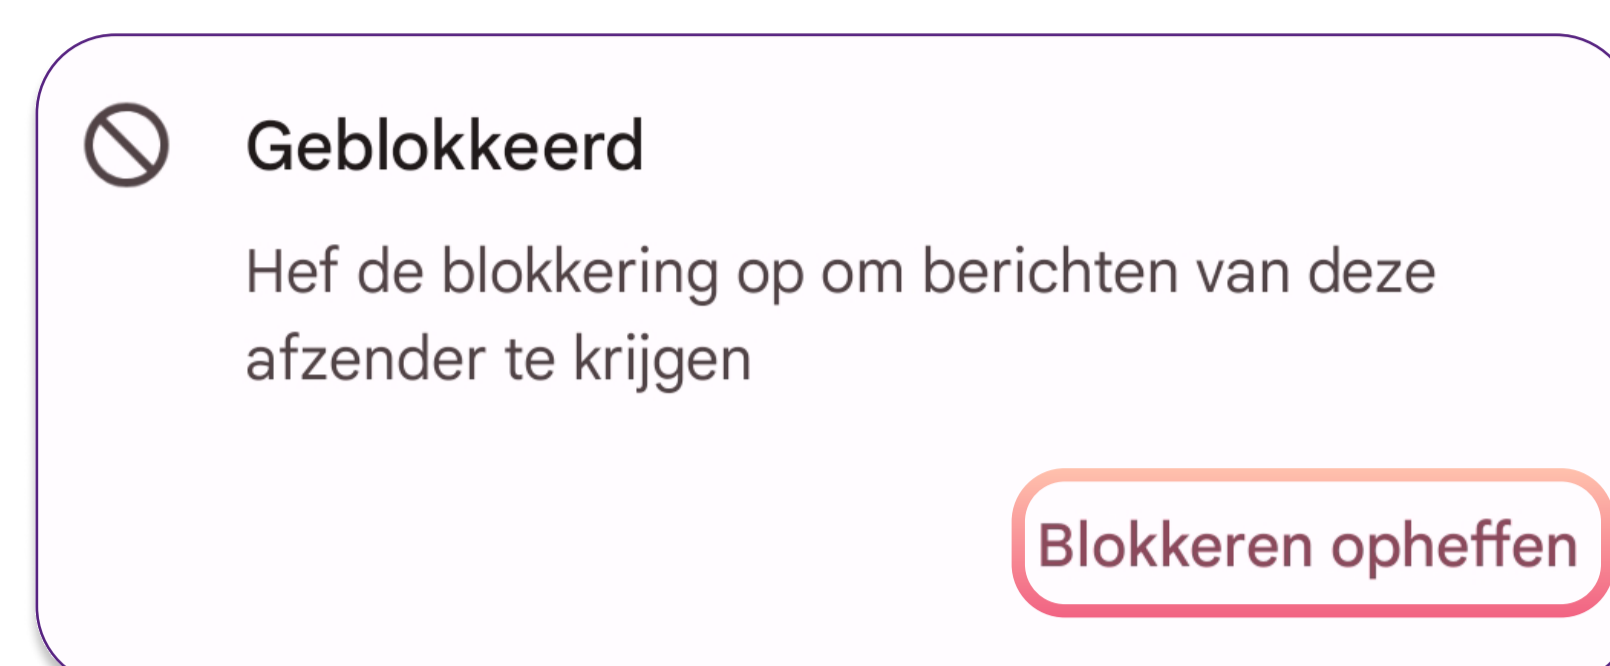 Geblokkeerd
Hef de blokkering op om berichten van deze
afzender te krijgen
Blokkeren opheffen